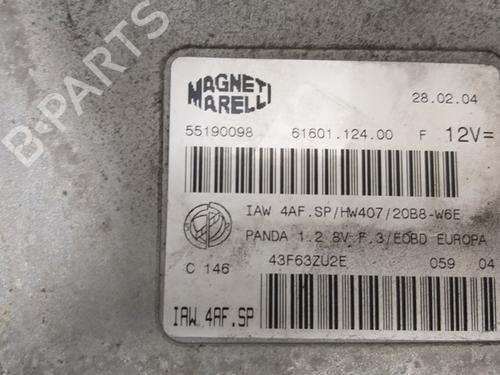 B-PARTS
MAGNETI
MARELLI
28.02.04
55190098 61601.124.00 F 12V=
IAW 4AF.SP/HW407/20B8-W6E
PANDA 1.2 8V F.3/EOBD EUROPA
C 146 43F63ZU2E 059 04
IAW 4AF.SP